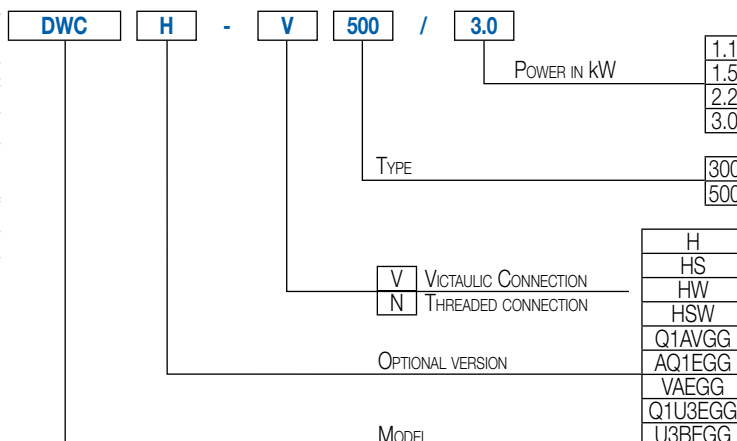 DWC H - V 500 / 3.0
POWER IN kW
1.1
1.5
2.2
3.0
TYPE
300
500
V VICTAULIC CONNECTION
N THREADED CONNECTION
H
HS
HW
HSW
Q1AVGG
AQ1EGG
VAEGG
Q1U3EGG
U3BEGG
OPTIONAL VERSION
MODEL